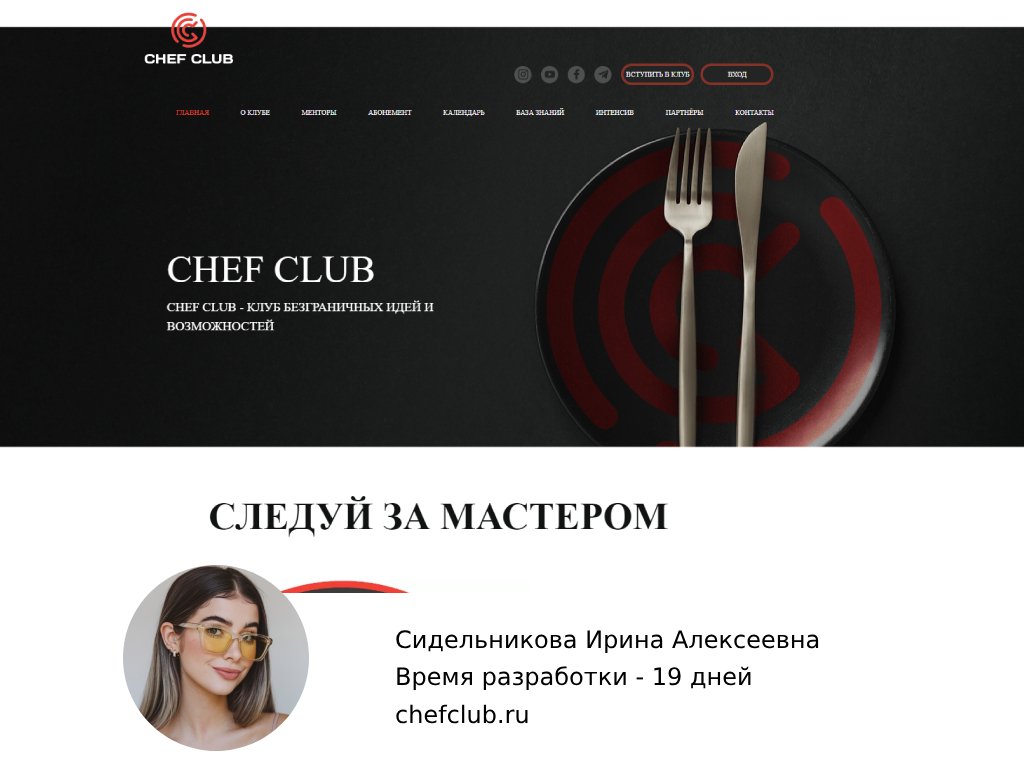 CHEF CLUB
ВСТУПИТЬ В КЛУБ
ВХОД
ГЛАВНАЯ
О КЛУБЕ
МЕНТОРЫ
АБОНЕМЕНТ
КАЛЕНДАРЬ
БАЗА ЗНАНИЙ
ИНТЕНСИВ
ПАРТНЁРЫ
КОНТАКТЫ
CHEF CLUB
CHEF CLUB - КЛУБ БЕЗГРАНИЧНЫХ ИДЕЙ И
ВОЗМОЖНОСТЕЙ
СЛЕДУЙ ЗА МАСТЕРОМ
Сидельникова Ирина Алексеевна
Время разработки - 19 дней
chefclub.ru